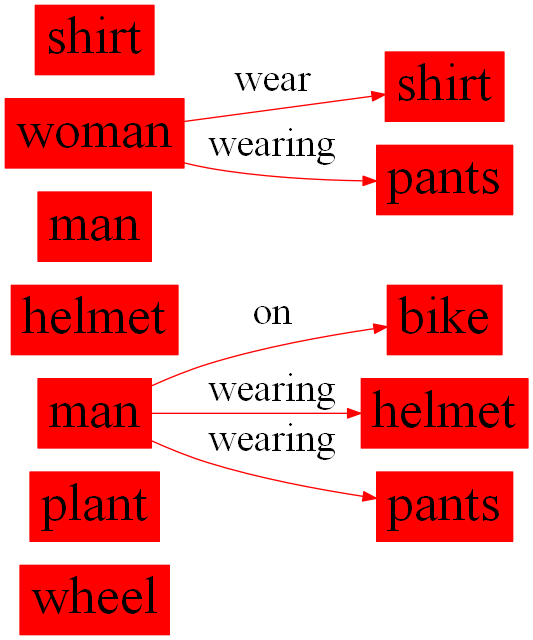 shirt
wear
shirt
woman
wearing
pants
man
helmet
on
bike
man
wearing
helmet
wearing
pants
plant
wheel